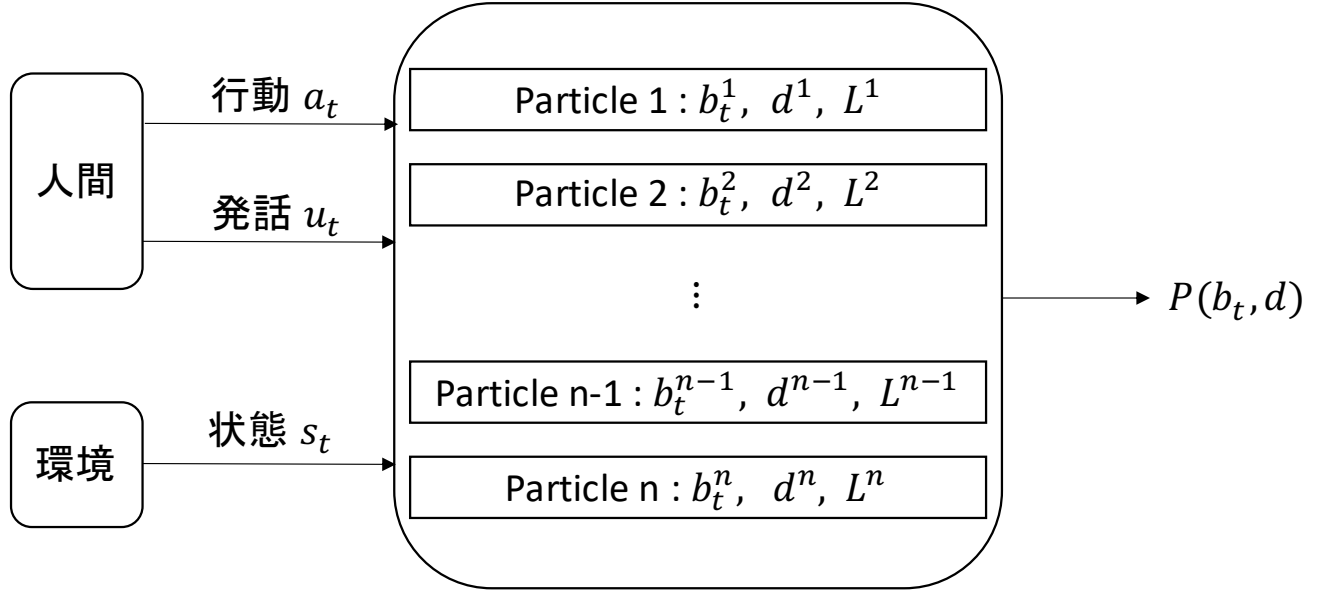 人間
行動 a_t
発話 u_t
環境
状態 s_t
Particle 1 : b_t^1, d^1, L^1
Particle 2 : b_t^2, d^2, L^2
⋮
Particle n-1 : b_t^{n-1}, d^{n-1}, L^{n-1}
Particle n : b_t^n, d^n, L^n
P(b_t, d)